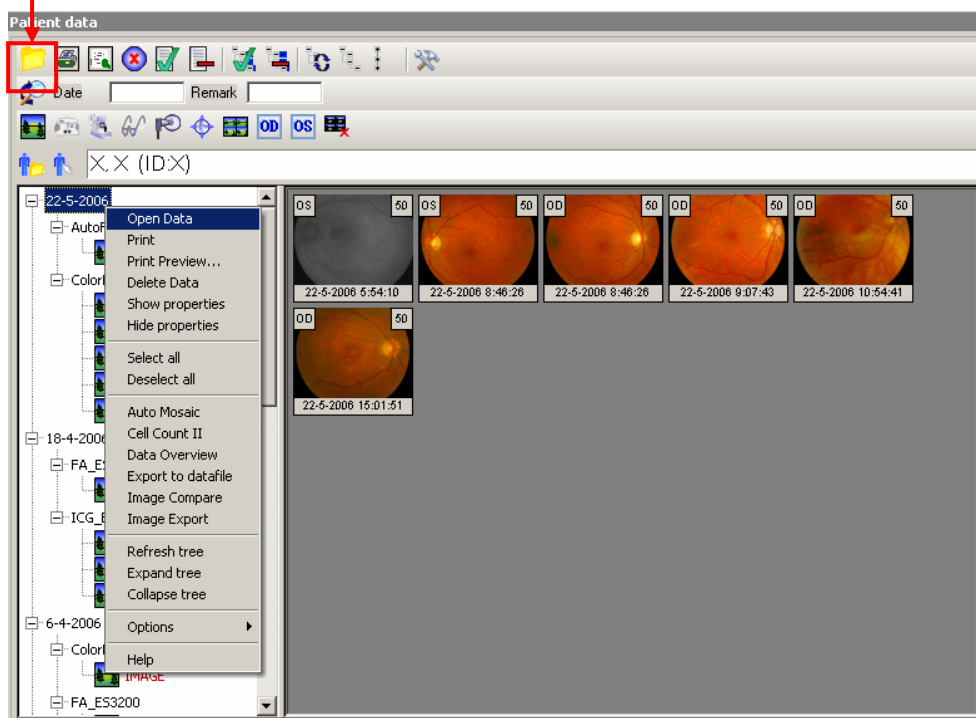 Patient data
Date Remark
OD OS
X, X (ID:X)
22-5-2006
Open Data
Print
Print Preview...
Delete Data
Show properties
Hide properties
Select all
Deselect all
Auto Mosaic
Cell Count II
Data Overview
Export to datafile
Image Compare
Image Export
Refresh tree
Expand tree
Collapse tree
Options
Help
18-4-2006
FA_ES
ICG_E
6-4-2006
IMAGE
FA_ES3200
OS 50 OS 50 OD 50 OD 50 OD 50
22-5-2006 5:54:10 22-5-2006 8:46:26 22-5-2006 8:46:26 22-5-2006 9:07:43 22-5-2006 10:54:41
OD 50
22-5-2006 15:01:51